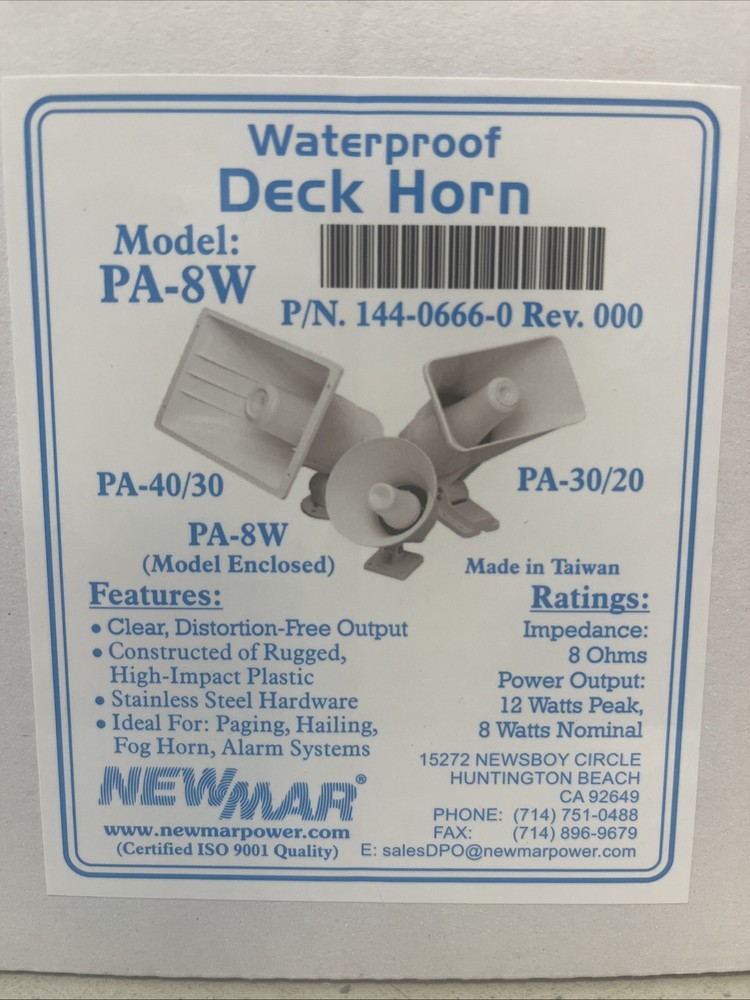 Waterproof
Deck Horn
Model:
PA-8W
P/N. 144-0666-0 Rev. 000
PA-40/30
PA-30/20
PA-8W
(Model Enclosed)
Made in Taiwan
Features:
• Clear, Distortion-Free Output
• Constructed of Rugged,
High-Impact Plastic
• Stainless Steel Hardware
• Ideal For: Paging, Hailing,
Fog Horn, Alarm Systems
Ratings:
Impedance:
8 Ohms
Power Output:
12 Watts Peak,
8 Watts Nominal
NEWMAR®
www.newmarpower.com
(Certified ISO 9001 Quality)
15272 NEWSBOY CIRCLE
HUNTINGTON BEACH
CA 92649
PHONE: (714) 751-0488
FAX: (714) 896-9679
E: salesDPO@newmarpower.com